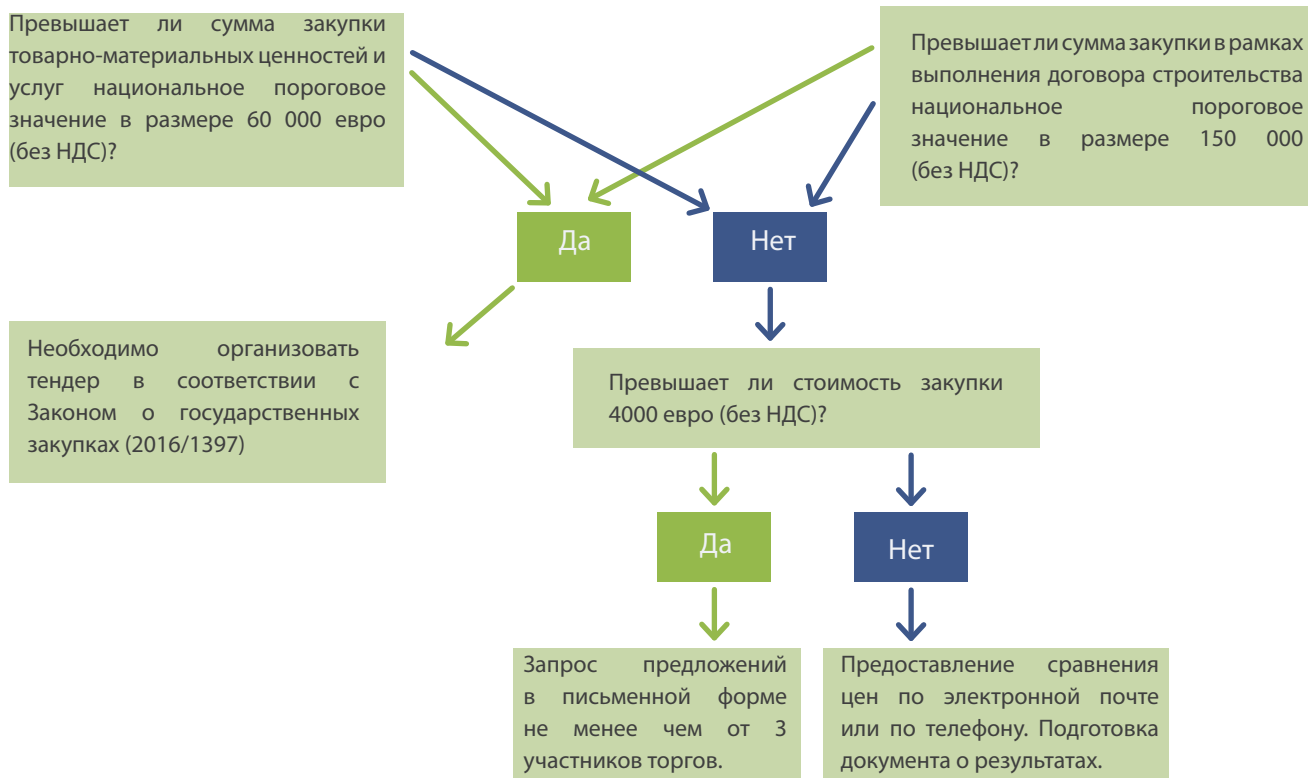 Превышает ли сумма закупки
товарно-материальных ценностей и
услуг национальное пороговое
значение в размере 60 000 евро
(без НДС)?
Превышает ли сумма закупки в рамках
выполнения договора строительства
национальное пороговое
значение в размере 150 000
(без НДС)?
Да
Нет
Необходимо организовать
тендер в соответствии с
Законом о государственных
закупках (2016/1397)
Превышает ли стоимость закупки
4000 евро (без НДС)?
Да
Нет
Запрос предложений
в письменной форме
не менее чем от 3
участников торгов.
Предоставление сравнения
цен по электронной почте
или по телефону. Подготовка
документа о результатах.